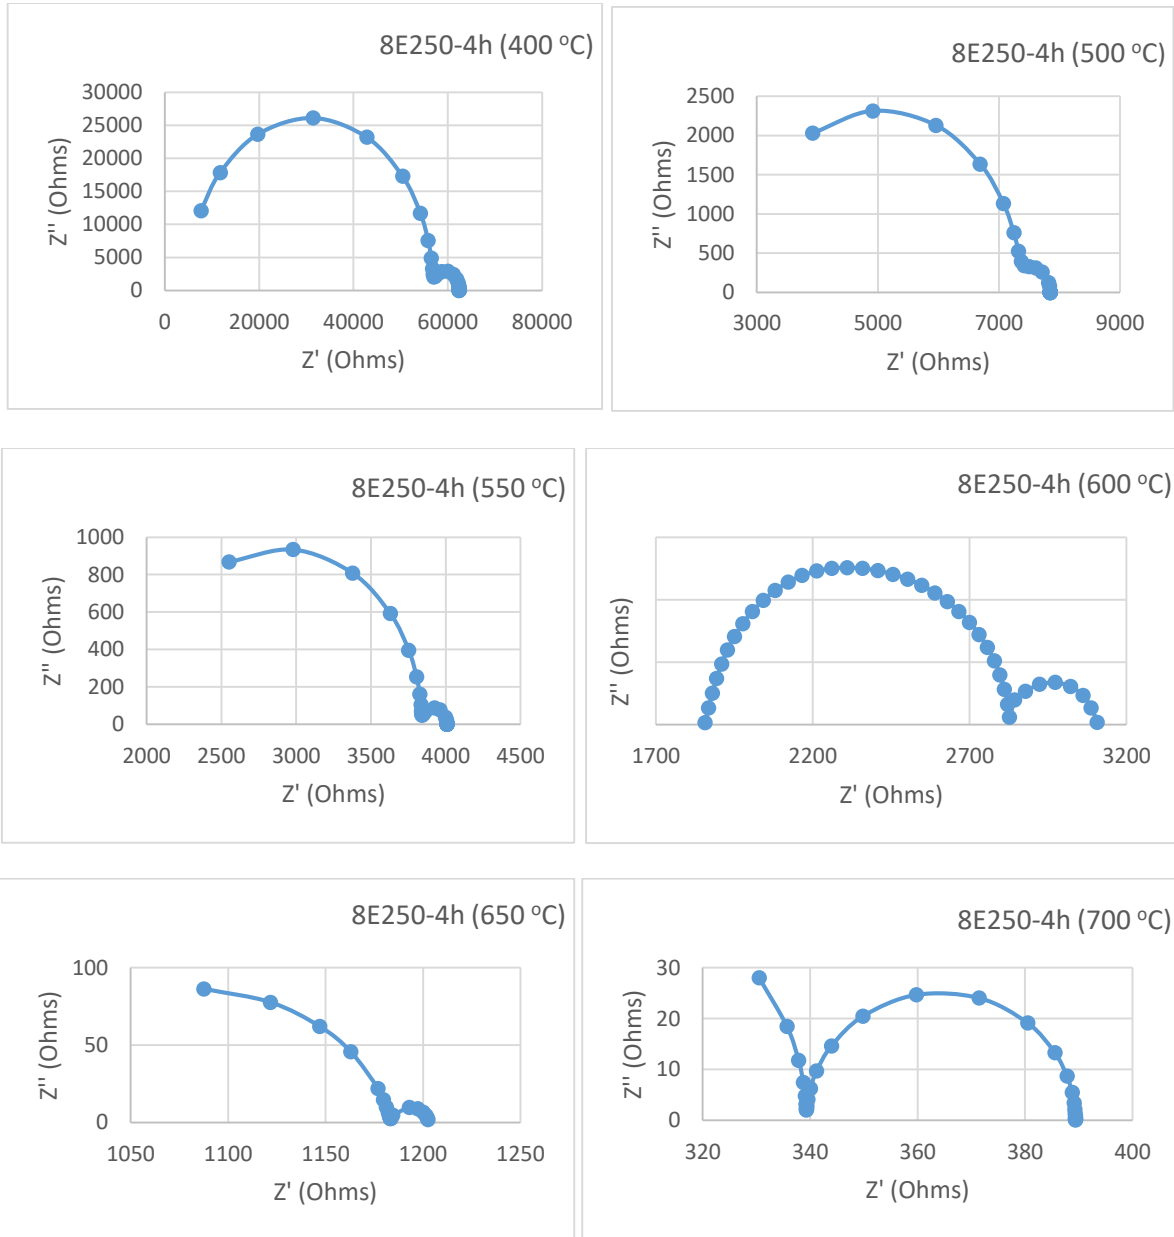 8E250-4h (400 °C)
30000
25000
20000
15000
10000
5000
0
Z'' (Ohms)
0 20000 40000 60000 80000
Z' (Ohms)
8E250-4h (500 °C)
2500
2000
1500
1000
500
0
Z'' (Ohms)
3000 5000 7000 9000
Z' (Ohms)
8E250-4h (550 °C)
1000
800
600
400
200
0
Z'' (Ohms)
2000 2500 3000 3500 4000 4500
Z' (Ohms)
8E250-4h (600 °C)
Z'' (Ohms)
1700 2200 2700 3200
Z' (Ohms)
8E250-4h (650 °C)
100
50
0
Z'' (Ohms)
1050 1100 1150 1200 1250
Z' (Ohms)
8E250-4h (700 °C)
30
20
10
0
Z'' (Ohms)
320 340 360 380 400
Z' (Ohms)